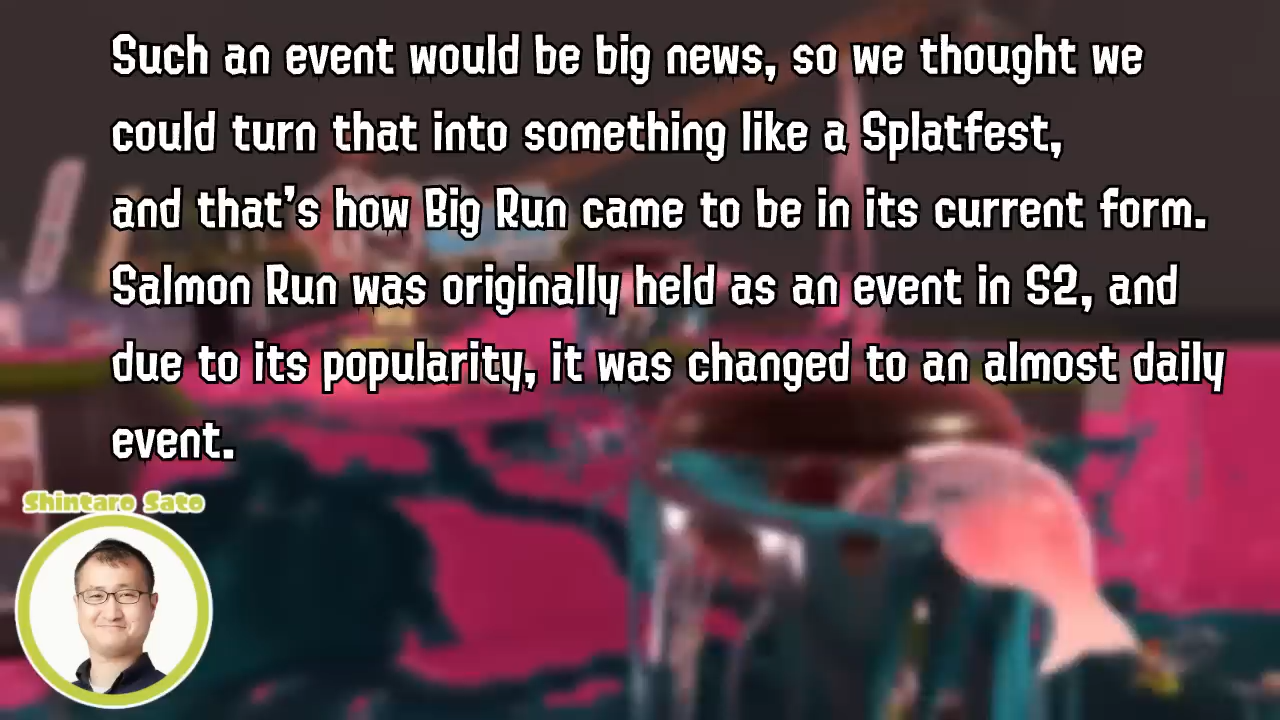 Such an event would be big news, so we thought we
could turn that into something like a Splatfest,
and that's how Big Run came to be in its current form.
Salmon Run was originally held as an event in S2, and
due to its popularity, it was changed to an almost daily
event.
Shintaro Sato